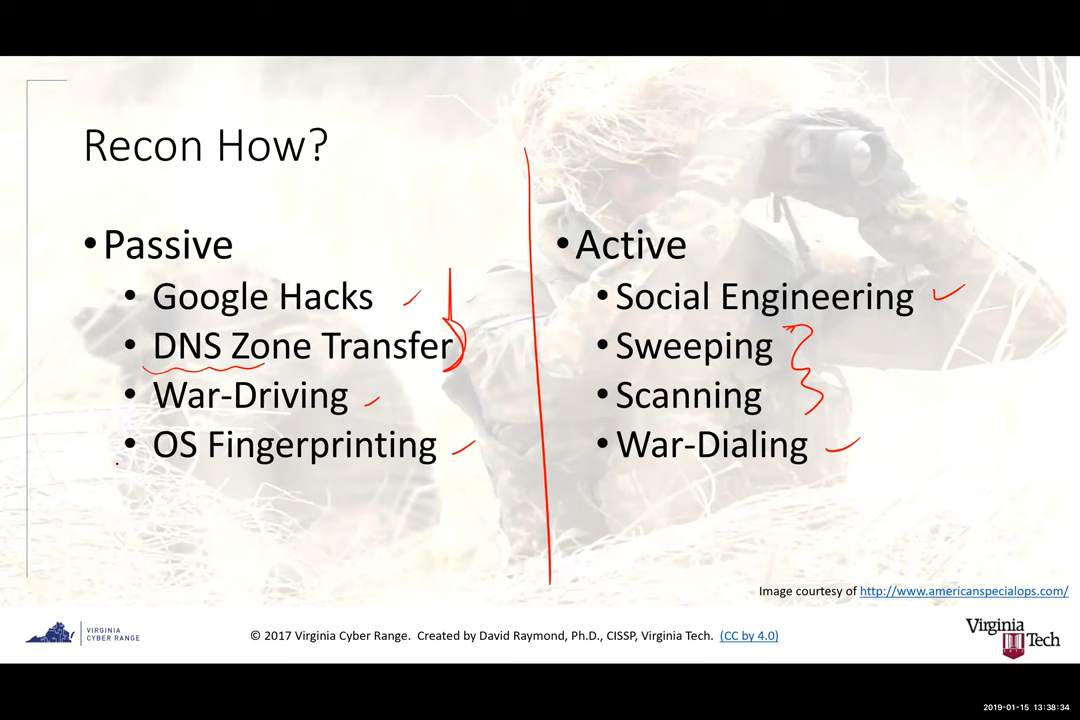 Recon How?
•Passive
• Google Hacks
• DNS Zone Transfer
• War-Driving
• OS Fingerprinting
•Active
•Social Engineering
•Sweeping
•Scanning
•War-Dialing
Image courtesy of http://www.americanspecialops.com/
VIRGINIA
CYBER RANGE
© 2017 Virginia Cyber Range. Created by David Raymond, Ph.D., CISSP, Virginia Tech. (CC by 4.0)
Virginia
Tech
2019-01-15 13:38:34